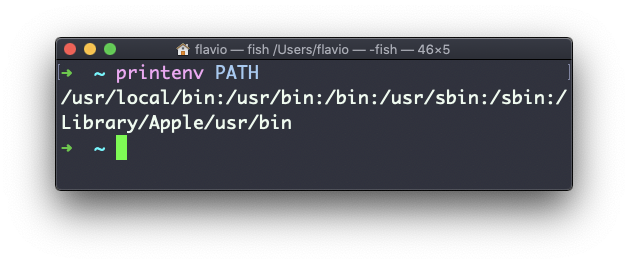 flavio — fish /Users/flavio — -fish — 46×5
➜ ~ printenv PATH
/usr/local/bin:/usr/bin:/bin:/usr/sbin:/sbin:/
Library/Apple/usr/bin
➜ ~